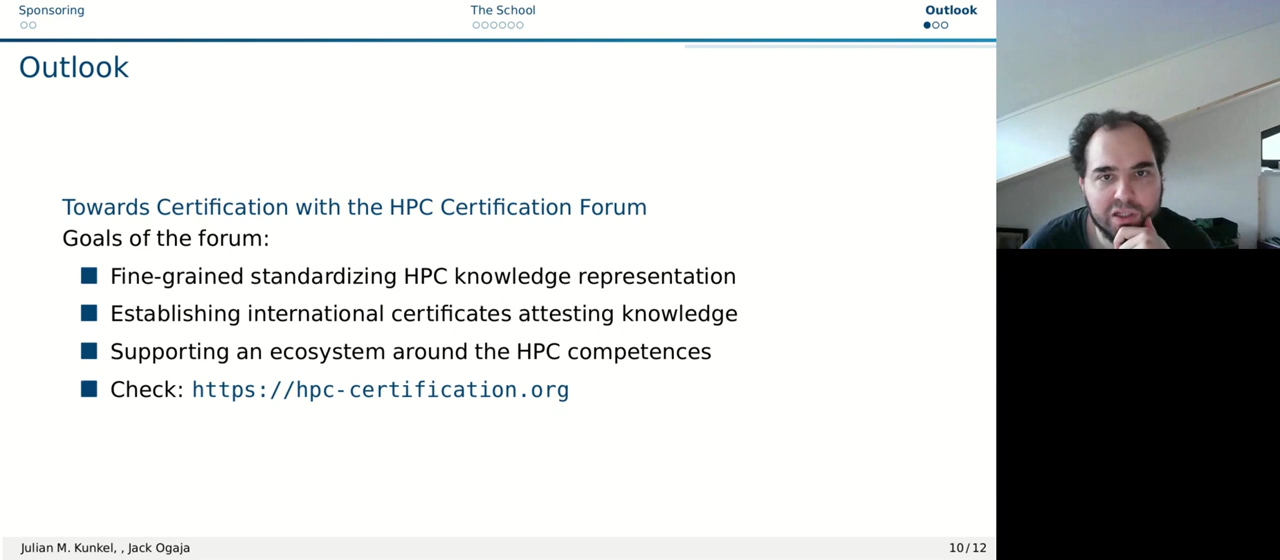 Sponsoring
The School
Outlook
Outlook
Towards Certification with the HPC Certification Forum
Goals of the forum:
Fine-grained standardizing HPC knowledge representation
Establishing international certificates attesting knowledge
Supporting an ecosystem around the HPC competences
Check: https://hpc-certification.org
Julian M. Kunkel, , Jack Ogaja
10/12